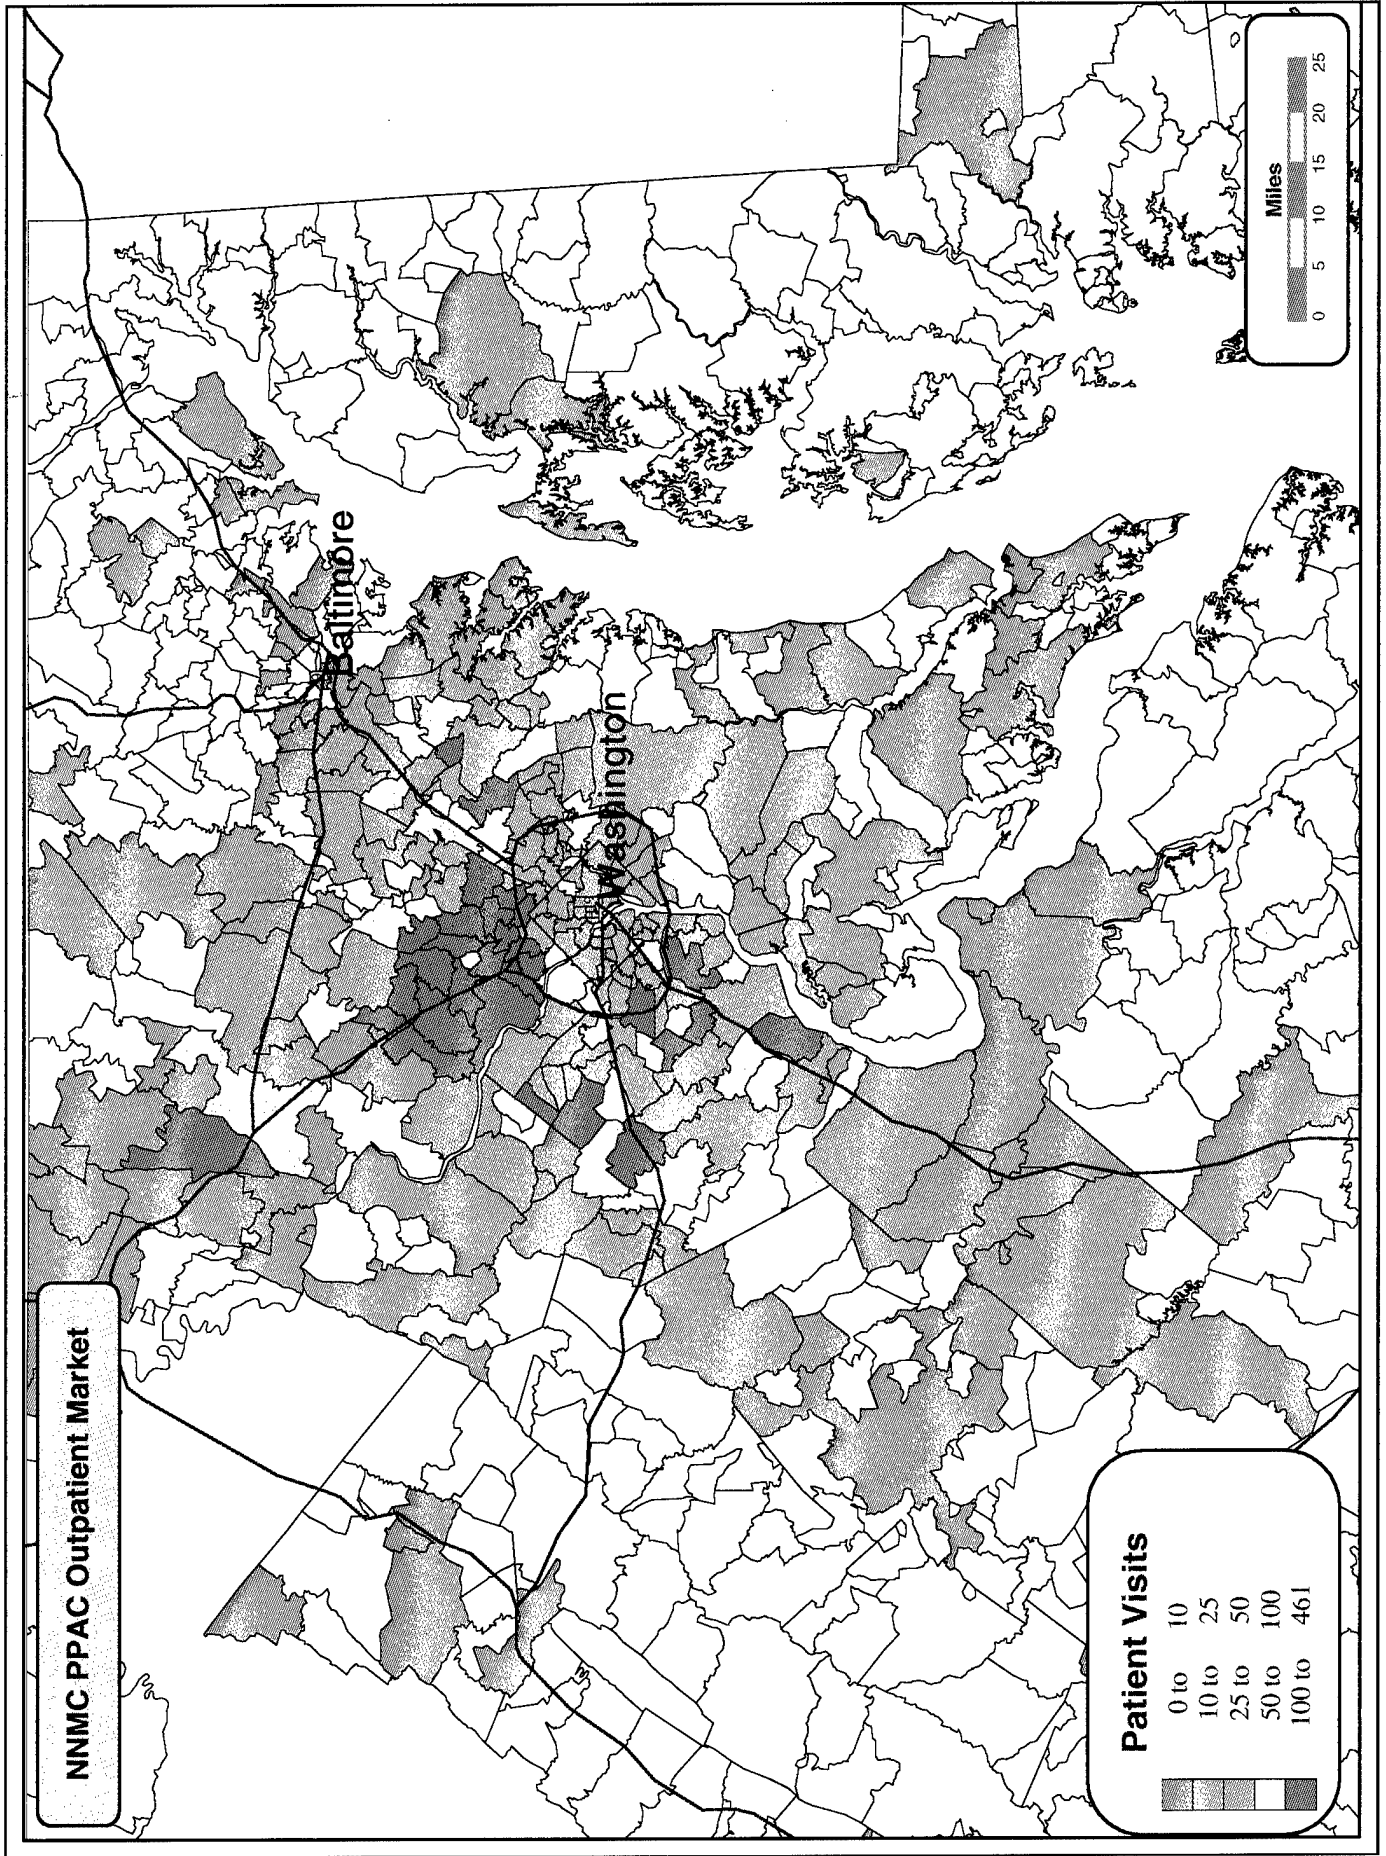 NNMC PPAC Outpatient Market
Baltimore
Washington
Patient Visits
0 to 10
10 to 25
25 to 50
50 to 100
100 to 461
Miles
0 5 10 15 20 25